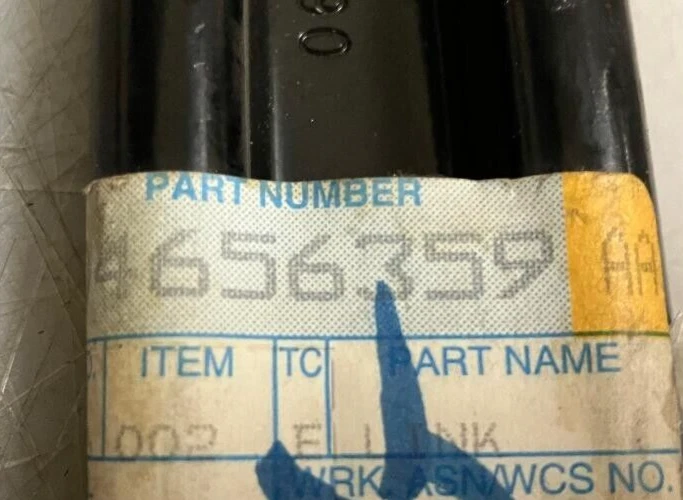 PART NUMBER
4656359 AA
ITEM TC PART NAME
002 E LINK
WRK. ASN/WCS NO.